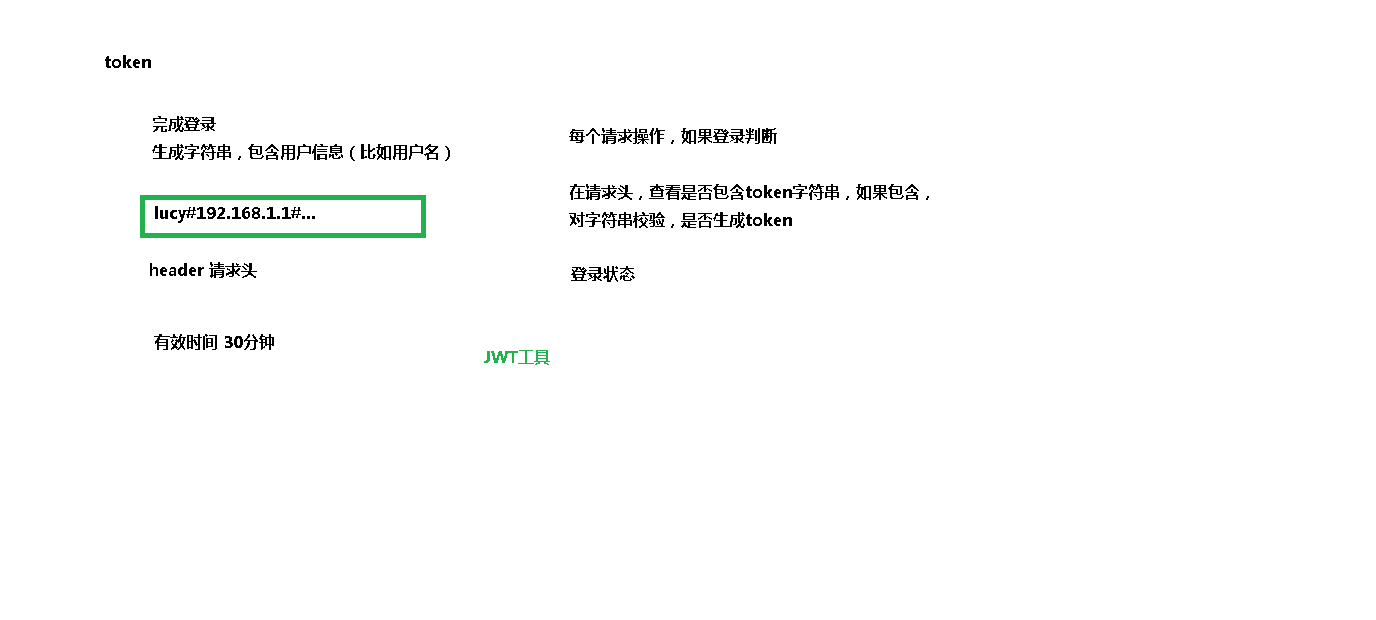 token
完成登录
生成字符串，包含用户信息（比如用户名）
lucy#192.168.1.1#...
header 请求头
有效时间 30分钟
每个请求操作，如果登录判断
在请求头，查看是否包含token字符串，如果包含，
对字符串校验，是否生成token
登录状态
JWT工具